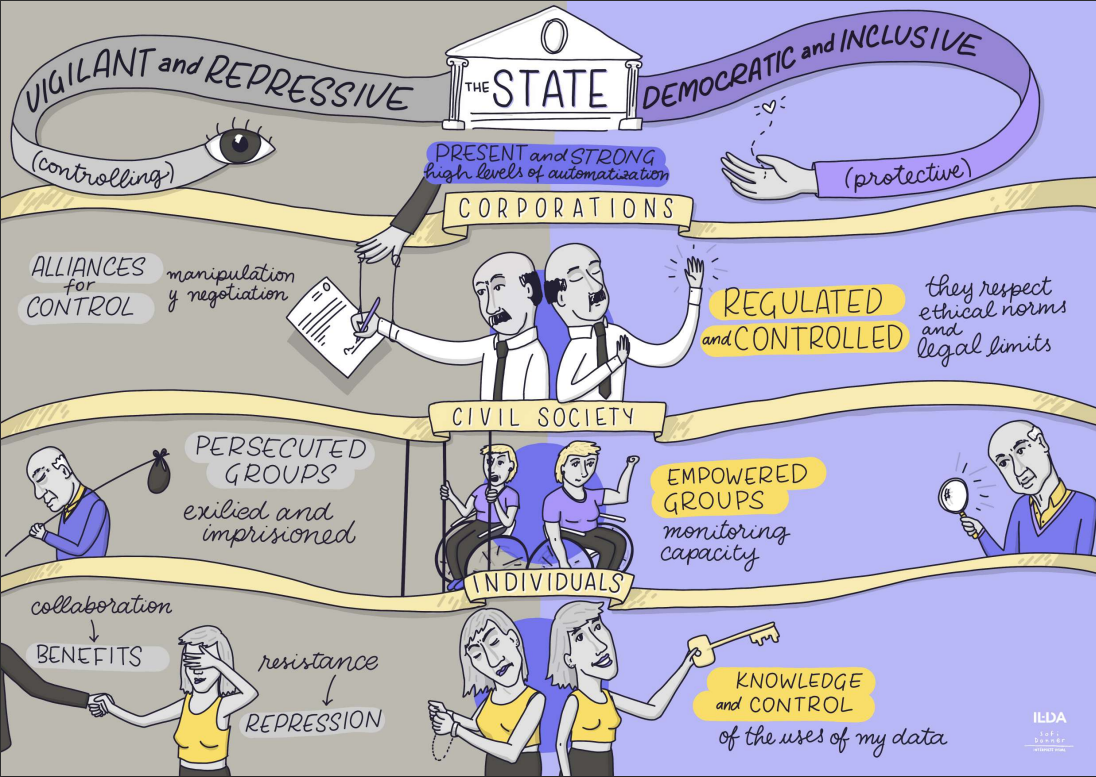 VIGILANT and REPRESSIVE
(controlling)
THE STATE
DEMOCRATIC and INCLUSIVE
(protective)
PRESENT and STRONG
high levels of automatization
CORPORATIONS
ALLIANCES
for
CONTROL
manipulation
y negotiation
REGULATED
and CONTROLLED
they respect
ethical norms
and
legal limits
CIVIL SOCIETY
PERSECUTED
GROUPS
exilied and
imprisioned
EMPOWERED
GROUPS
monitoring
capacity
INDIVIDUALS
collaboration
BENEFITS
resistance
REPRESSION
KNOWLEDGE
and CONTROL
of the uses of my data
ILDA
Sofi
Donner